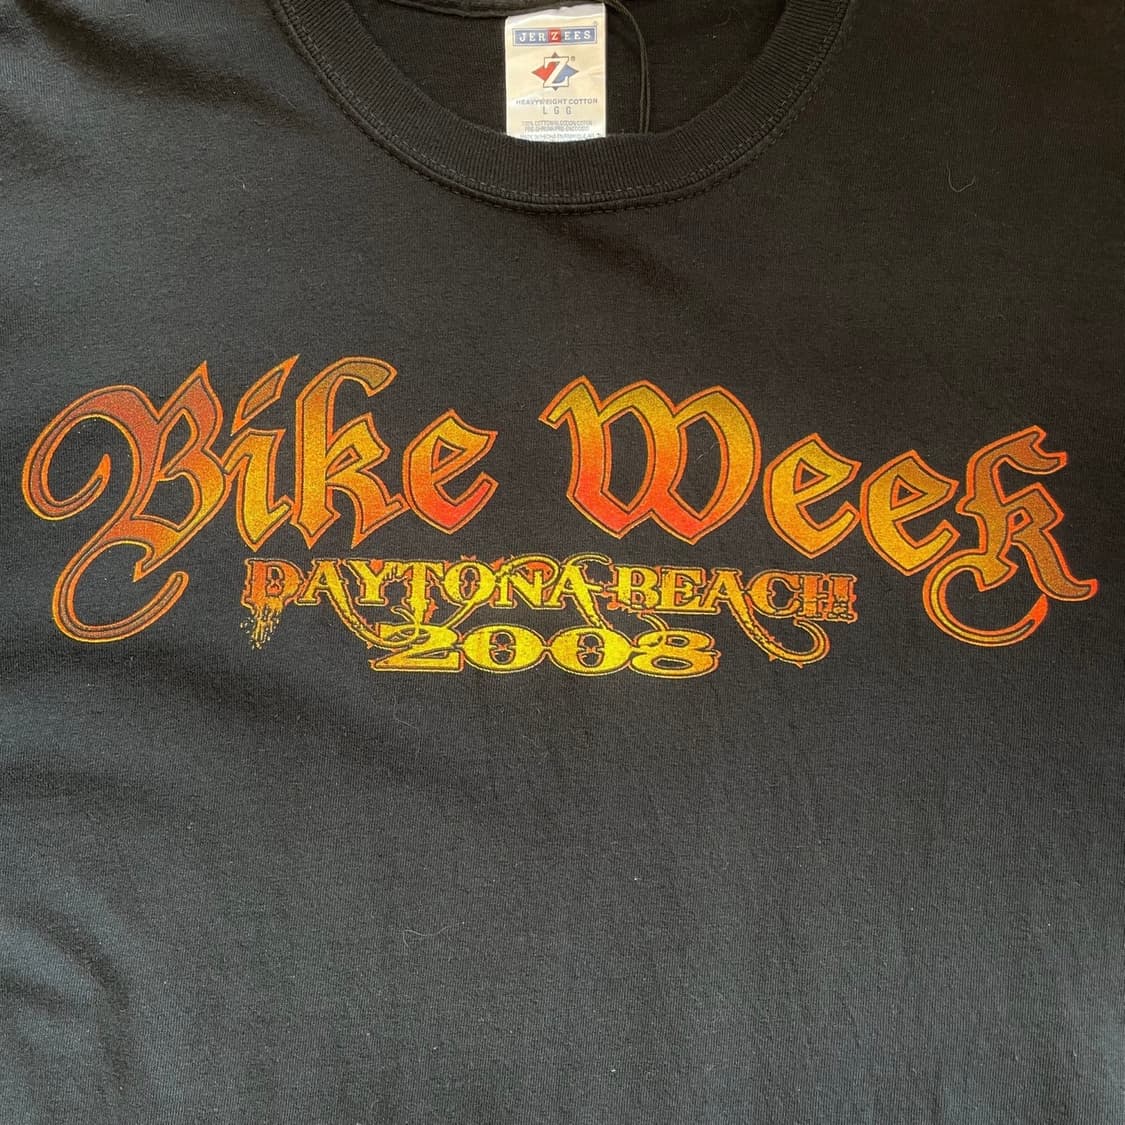 JERZEES
Z
HEAVYWEIGHT COTTON
L G G
Bike Week
DAYTONA BEACH
2008